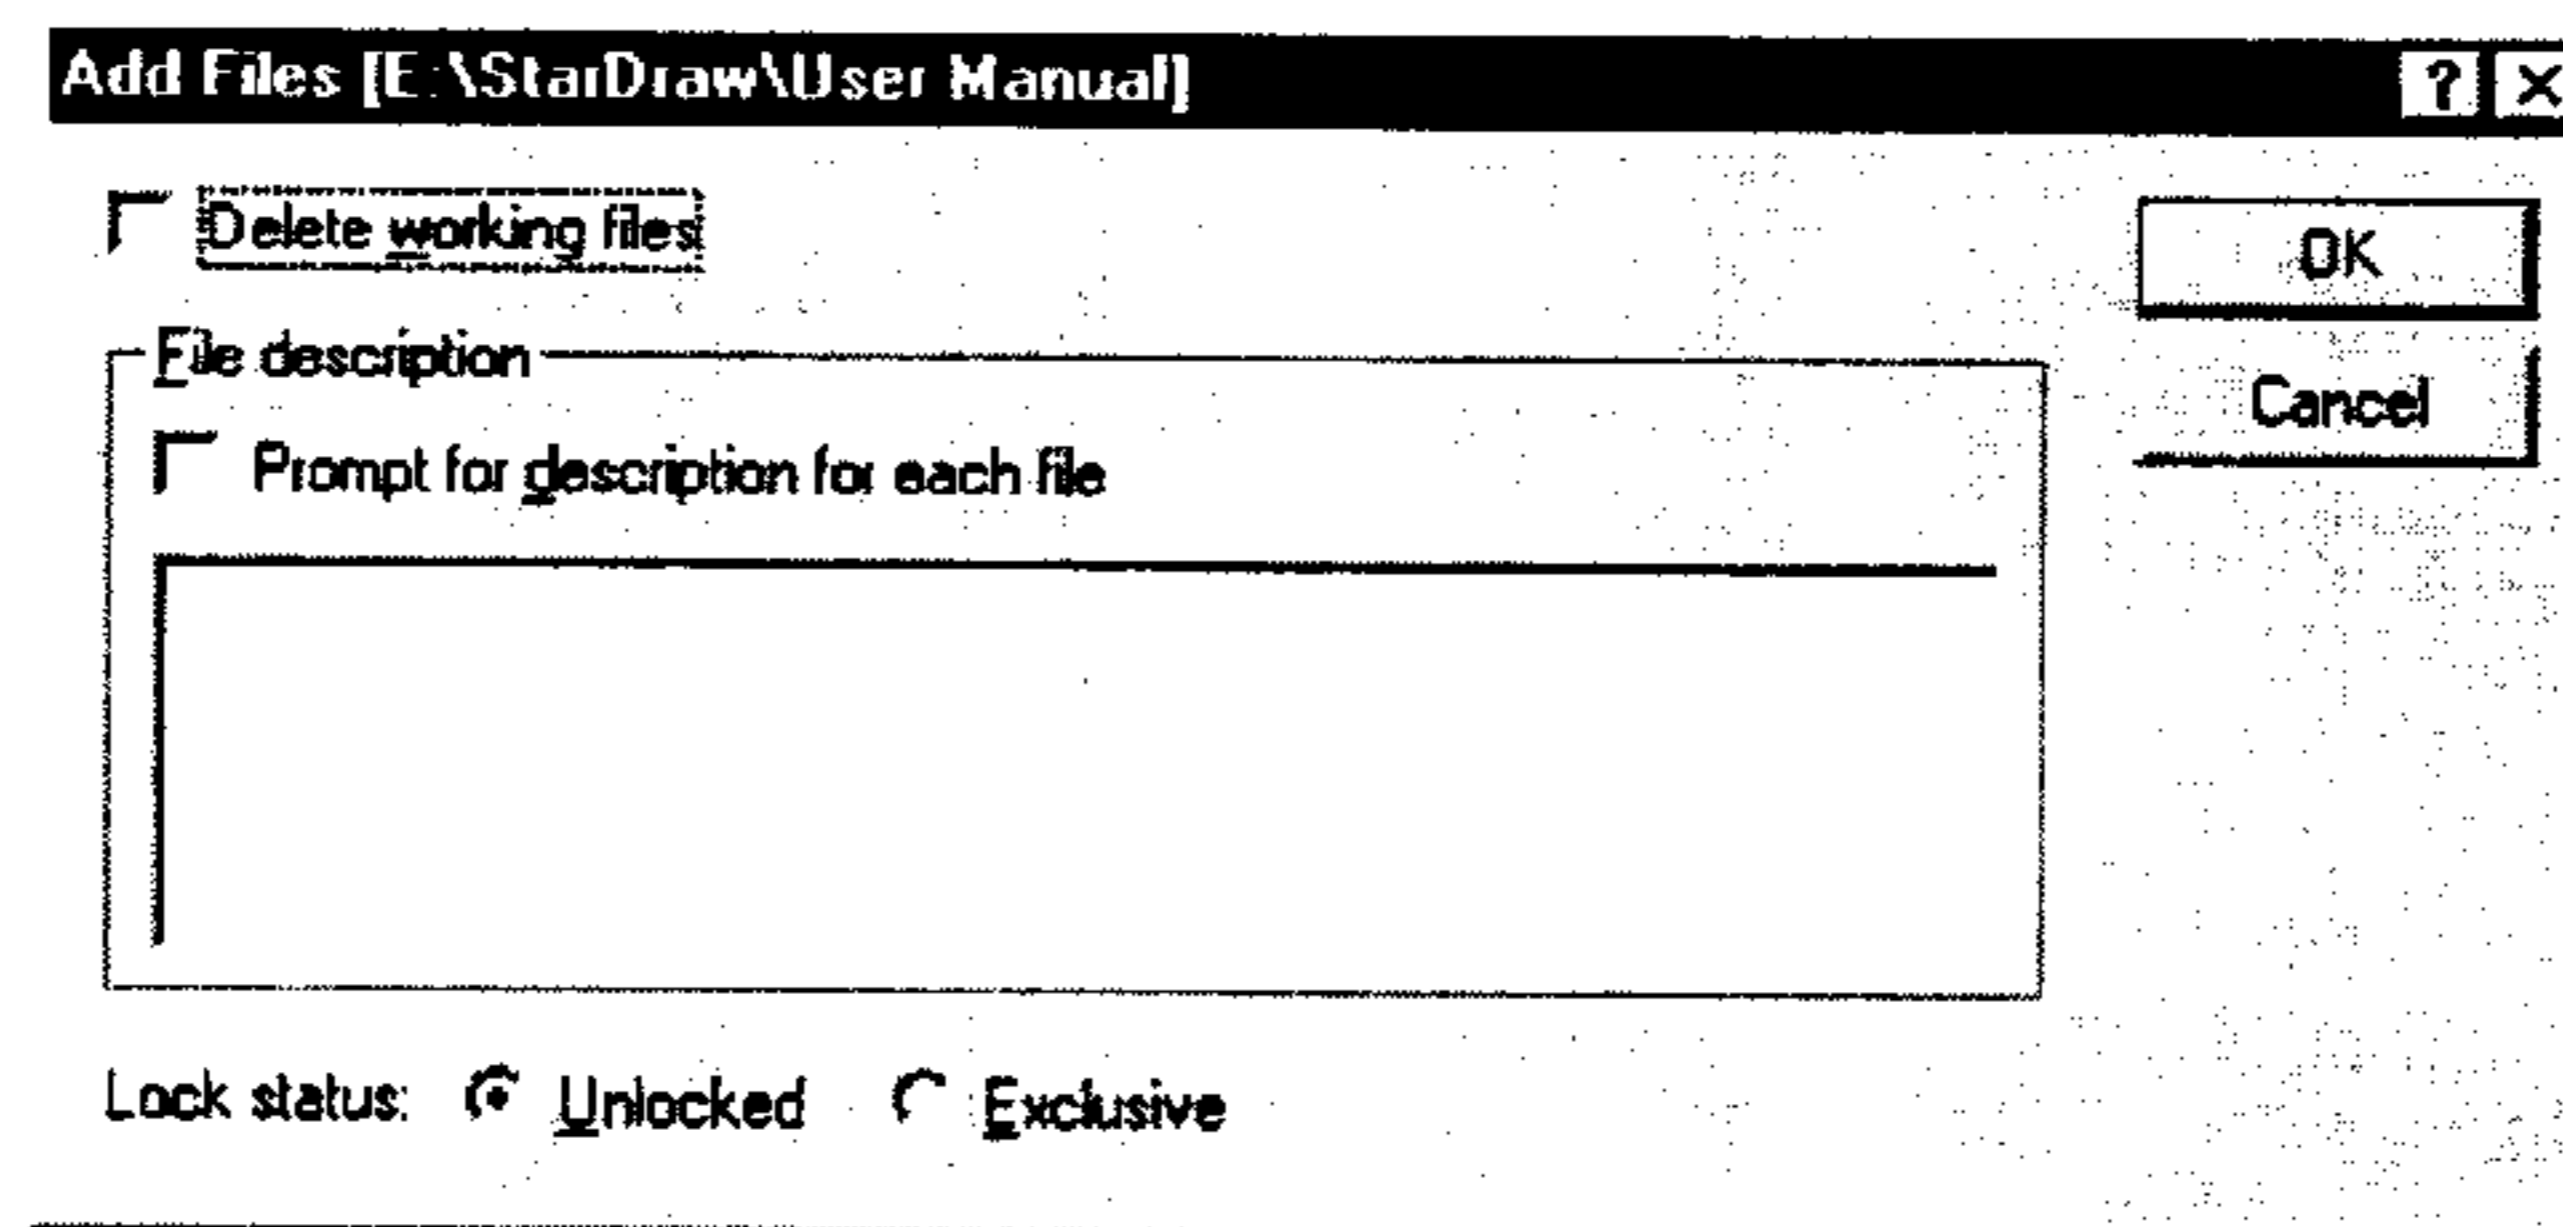 Add Files [E:\StarDraw\User Manual] ? X
Delete working files
OK
File description
Cancel
Prompt for description for each file
Lock status: Unlocked Exclusive